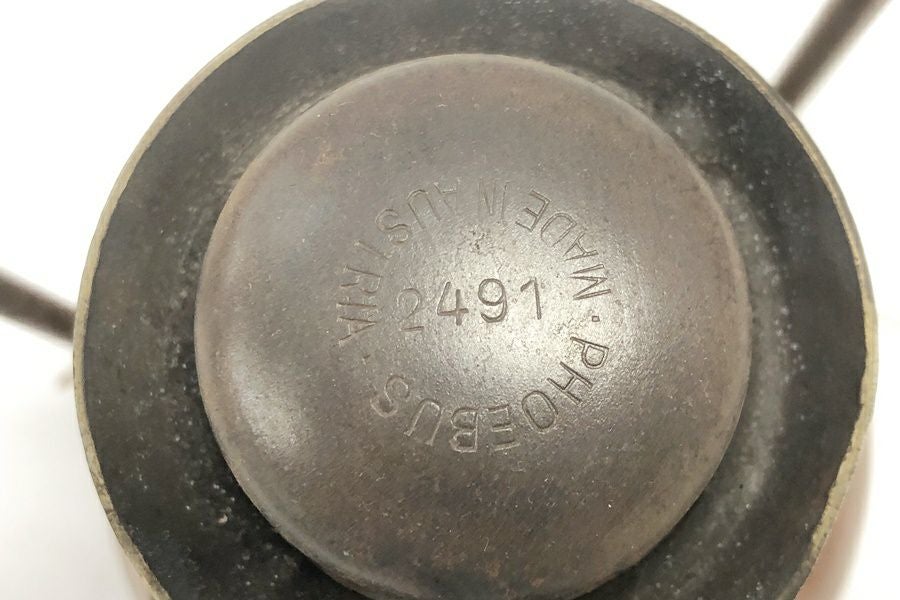 PHOEBUS · MADE IN AUSTRIA ·
2491